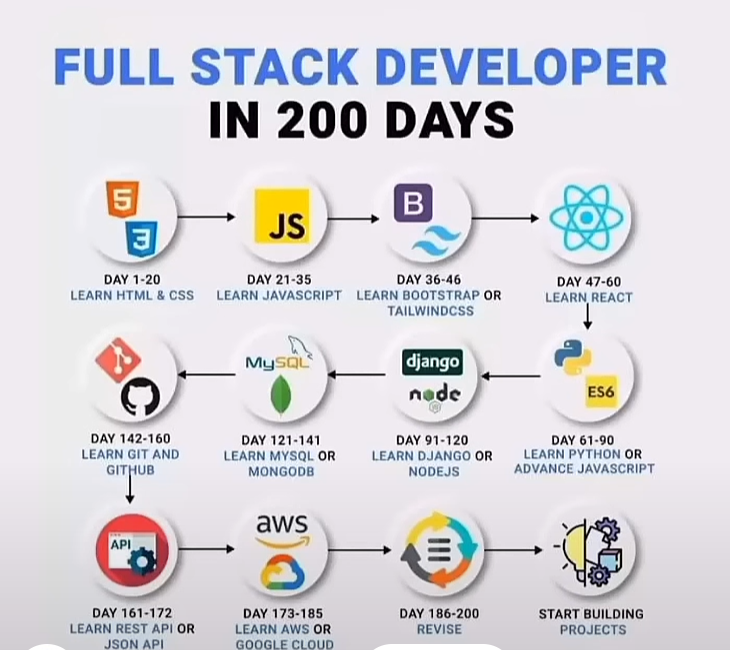 FULL STACK DEVELOPER
IN 200 DAYS
5
3
JS
B
DAY 1-20
LEARN HTML & CSS
DAY 21-35
LEARN JAVASCRIPT
DAY 36-46
LEARN BOOTSTRAP OR
TAILWINDCSS
DAY 47-60
LEARN REACT
MySQL
django
node
JS
ES6
DAY 142-160
LEARN GIT AND
GITHUB
DAY 121-141
LEARN MYSQL OR
MONGODB
DAY 91-120
LEARN DJANGO OR
NODEJS
DAY 61-90
LEARN PYTHON OR
ADVANCE JAVASCRIPT
API
aws
DAY 161-172
LEARN REST API OR
JSON API
DAY 173-185
LEARN AWS OR
GOOGLE CLOUD
DAY 186-200
REVISE
START BUILDING
PROJECTS